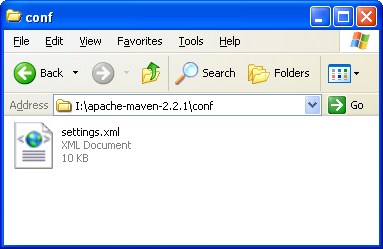 conf
File Edit View Favorites Tools Help
Back Search Folders
Address I:\apache-maven-2.2.1\conf Go
settings.xml
XML Document
10 KB